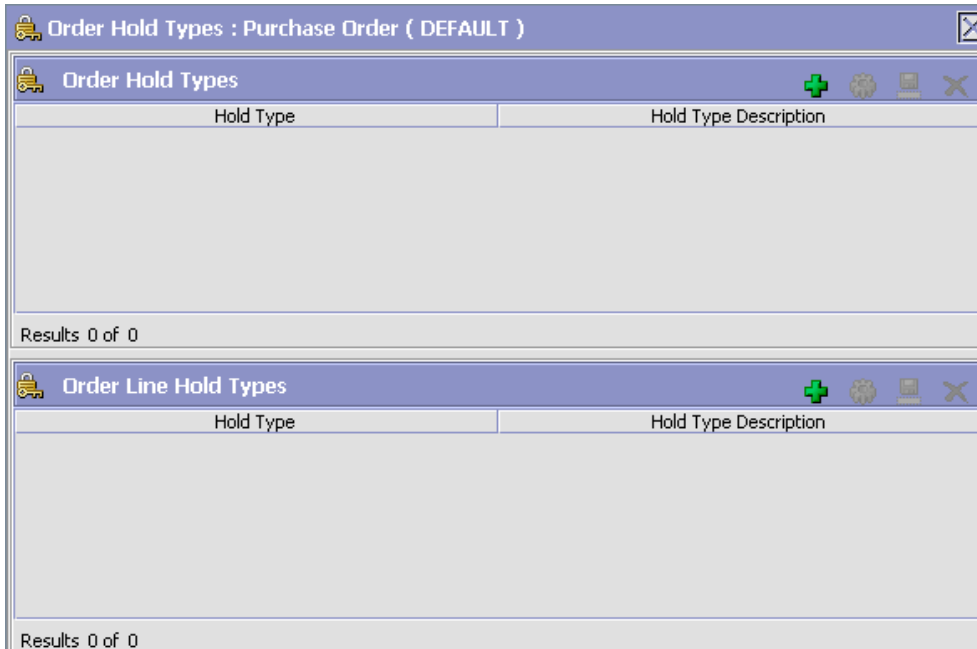 Order Hold Types : Purchase Order ( DEFAULT )
Order Hold Types
Hold Type Hold Type Description
Results 0 of 0
Order Line Hold Types
Hold Type Hold Type Description
Results 0 of 0